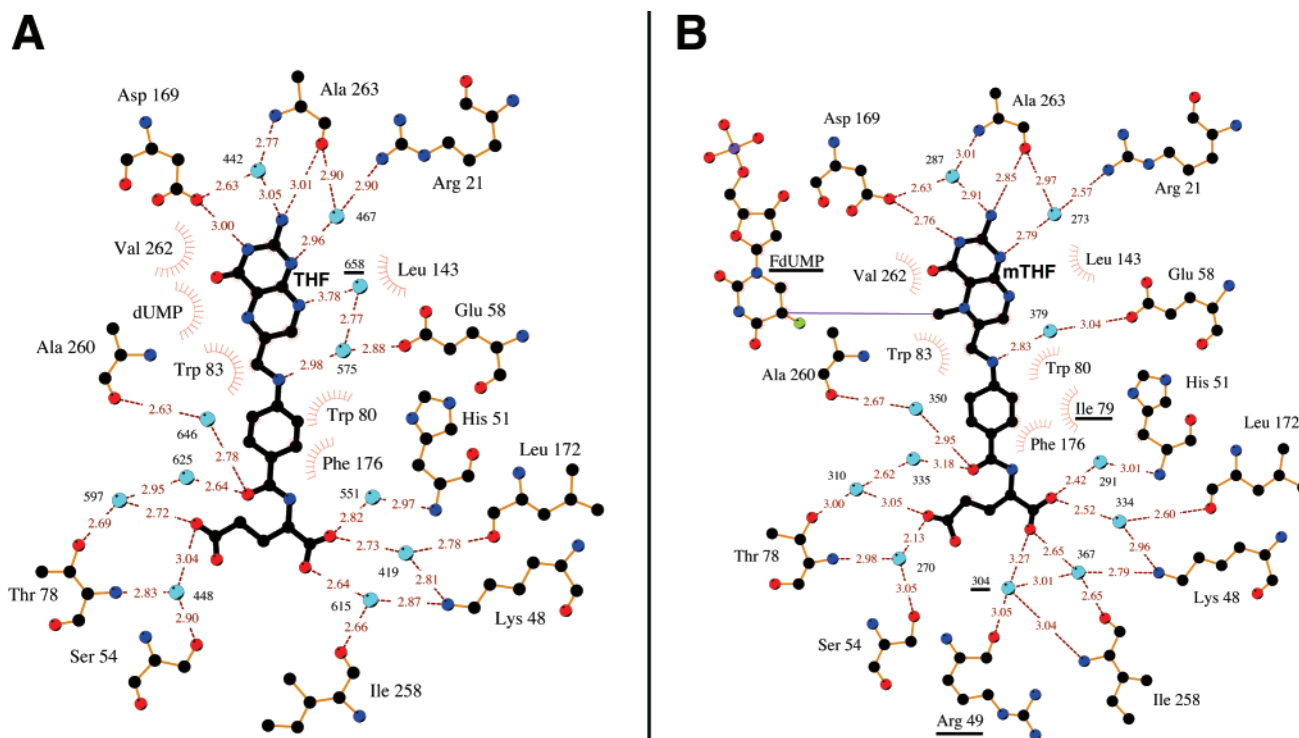 A
Asp 169
Ala 263
Arg 21
2.77
442
2.63
3.05
3.01
2.90
2.90
467
3.00
2.96
Val 262
THF
658
Leu 143
3.78
dUMP
2.77
Glu 58
Ala 260
2.98
2.88
575
Trp 83
Trp 80
His 51
2.63
646
2.78
Phe 176
Leu 172
625
597
2.95
2.64
551
2.97
2.82
2.69
2.72
2.73
2.78
3.04
419
2.81
Thr 78
2.83
448
2.64
615
2.87
Lys 48
2.90
2.66
Ser 54
Ile 258
B
Ala 263
Asp 169
287
3.01
2.63
2.91
2.85
2.97
2.57
Arg 21
273
2.76
2.79
Val 262
mTHF
Leu 143
FdUMP
Glu 58
379
3.04
2.83
Trp 83
Trp 80
Ala 260
His 51
2.67
350
Ile 79
2.95
Phe 176
Leu 172
310
2.62
3.18
335
2.42
3.01
291
334
3.00
3.05
2.52
2.60
2.13
2.96
Thr 78
2.98
270
3.27
2.65
367
304
3.01
2.79
Lys 48
3.05
3.05
3.04
2.65
Ser 54
Arg 49
Ile 258